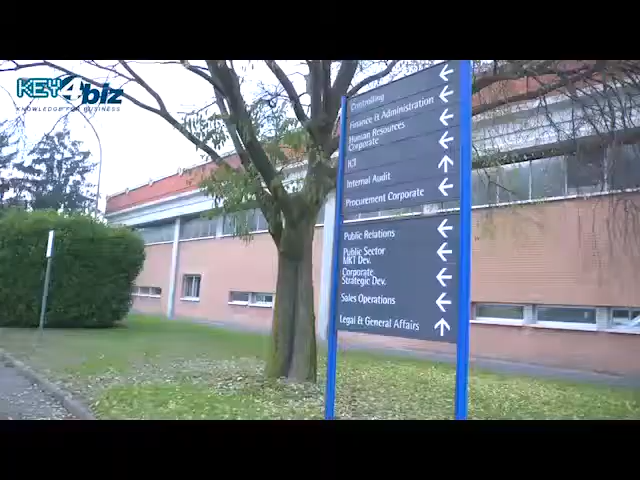 KEY4biz
KNOWLEDGE FOR BUSINESS
Controlling
Finance & Administration
Human Resources
Corporate
ICT
Internal Audit
Procurement Corporate
Public Relations
Public Sector
MKT Dev.
Corporate
Strategic Dev.
Sales Operations
Legal & General Affairs